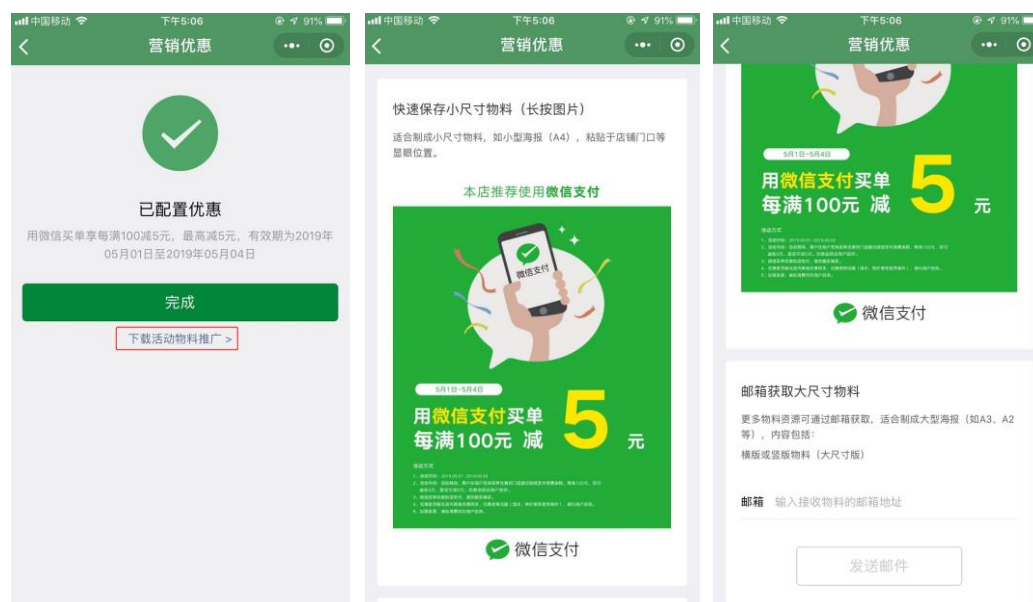 中国移动
下午5:06
91%
营销优惠
已配置优惠
用微信买单享每满100减5元，最高减5元，有效期为2019年
05月01日至2019年05月04日
完成
下载活动物料推广 >
中国移动
下午5:06
91%
营销优惠
快速保存小尺寸物料（长按图片）
适合制成小尺寸物料，如小型海报（A4），粘贴于店铺门口等
显眼位置。
本店推荐使用微信支付
微信支付
5月1日-5月4日
用微信支付买单
每满100元 减 5 元
活动方式
微信支付
中国移动
下午5:06
91%
营销优惠
5月1日-5月4日
用微信支付买单
每满100元 减 5 元
活动方式
微信支付
邮箱获取大尺寸物料
更多物料资源可通过邮箱获取，适合制成大型海报（如A3、A2
等），内容包括：
横版或竖版物料（大尺寸版）
邮箱 输入接收物料的邮箱地址
发送邮件